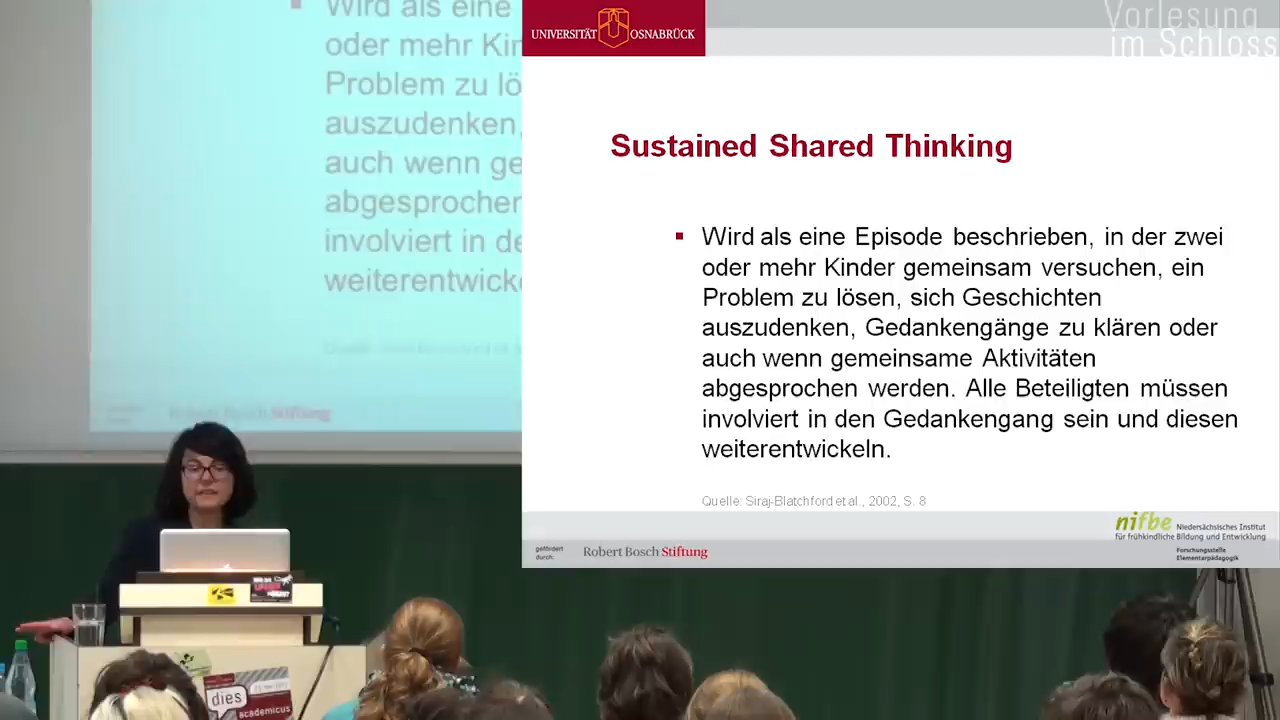 Wird als eine
oder mehr Kin
Problem zu lö
auszudenken,
auch wenn ge
abgesprochen
involviert in de
weiterentwick
Robert Bosch Stiftung
UNIVERSITÄT OSNABRÜCK
Vorlesung
im Schloss
Sustained Shared Thinking
Wird als eine Episode beschrieben, in der zwei
oder mehr Kinder gemeinsam versuchen, ein
Problem zu lösen, sich Geschichten
auszudenken, Gedankengänge zu klären oder
auch wenn gemeinsame Aktivitäten
abgesprochen werden. Alle Beteiligten müssen
involviert in den Gedankengang sein und diesen
weiterentwickeln.
Quelle: Siraj-Blatchford et al., 2002, S. 8
gefördert
durch:
Robert Bosch Stiftung
nifbe Niedersächsisches Institut
für frühkindliche Bildung und Entwicklung
Forschungsstelle
Elementarpädagogik
dies
academicus